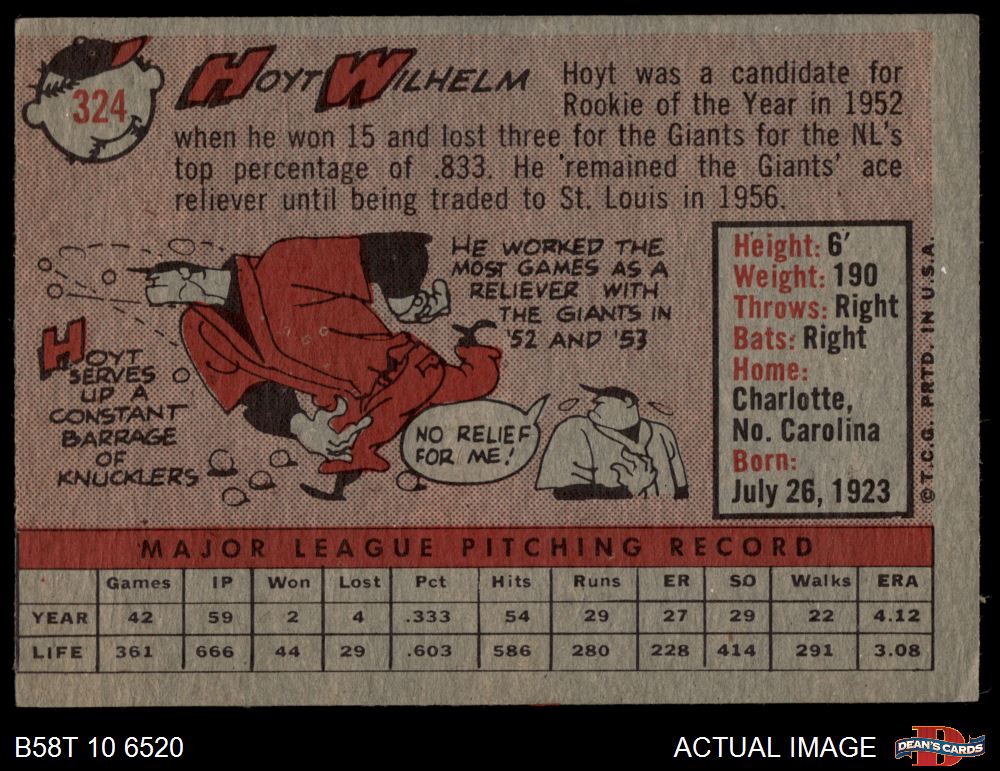 324
HOYT WILHELM
Hoyt was a candidate for
Rookie of the Year in 1952
when he won 15 and lost three for the Giants for the NL's
top percentage of .833. He remained the Giants' ace
reliever until being traded to St. Louis in 1956.
HE WORKED THE
MOST GAMES AS A
RELIEVER WITH
THE GIANTS IN
'52 AND '53
HOYT
SERVES
UP A
CONSTANT
BARRAGE
OF
KNUCKLERS
NO RELIEF
FOR ME!
Height: 6'
Weight: 190
Throws: Right
Bats: Right
Home:
Charlotte,
No. Carolina
Born:
July 26, 1923
© T.C.G. PRTD. IN U.S.A.
MAJOR LEAGUE PITCHING RECORD
Games IP Won Lost Pct Hits Runs ER SO Walks ERA
YEAR 42 59 2 4 .333 54 29 27 29 22 4.12
LIFE 361 666 44 29 .603 586 280 228 414 291 3.08
B58T 10 6520
ACTUAL IMAGE
DEAN'S CARDS